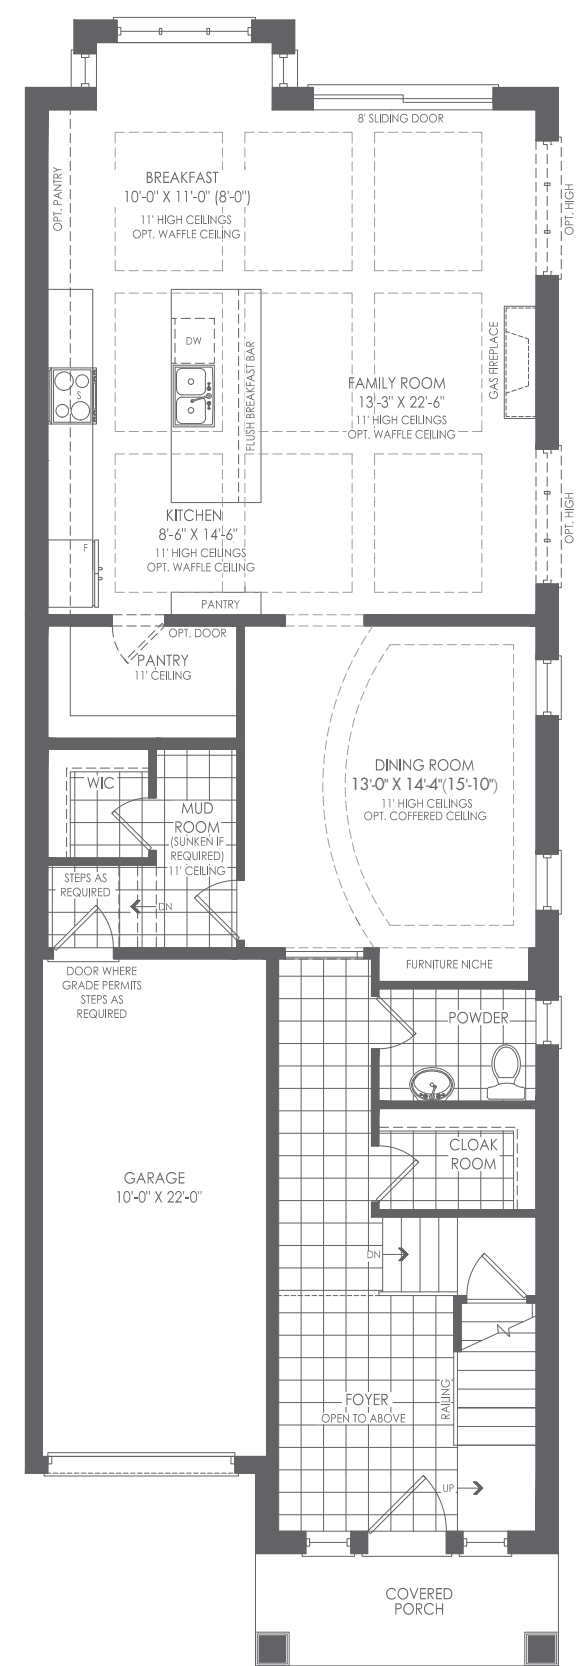 8' SLIDING DOOR
OPT. PANTRY
BREAKFAST
10'-0" X 11'-0" (8'-0")
11' HIGH CEILINGS
OPT. WAFFLE CEILING
OPT. HIGH
DW
FLUSH BREAKFAST BAR
GAS FIREPLACE
S
FAMILY ROOM
13'-3" X 22'-6"
11' HIGH CEILINGS
OPT. WAFFLE CEILING
OPT. HIGH
KITCHEN
8'-6" X 14'-6"
11' HIGH CEILINGS
OPT. WAFFLE CEILING
F
PANTRY
OPT. DOOR
PANTRY
11' CEILING
DINING ROOM
13'-0" X 14'-4"(15'-10")
11' HIGH CEILINGS
OPT. COFFERED CEILING
WIC
MUD
ROOM
(SUNKEN IF
REQUIRED)
11' CEILING
STEPS AS
REQUIRED
DN
DOOR WHERE
GRADE PERMITS
STEPS AS
REQUIRED
FURNITURE NICHE
POWDER
CLOAK
ROOM
GARAGE
10'-0" X 22'-0"
DN
FOYER
OPEN TO ABOVE
RAILING
UP
COVERED
PORCH